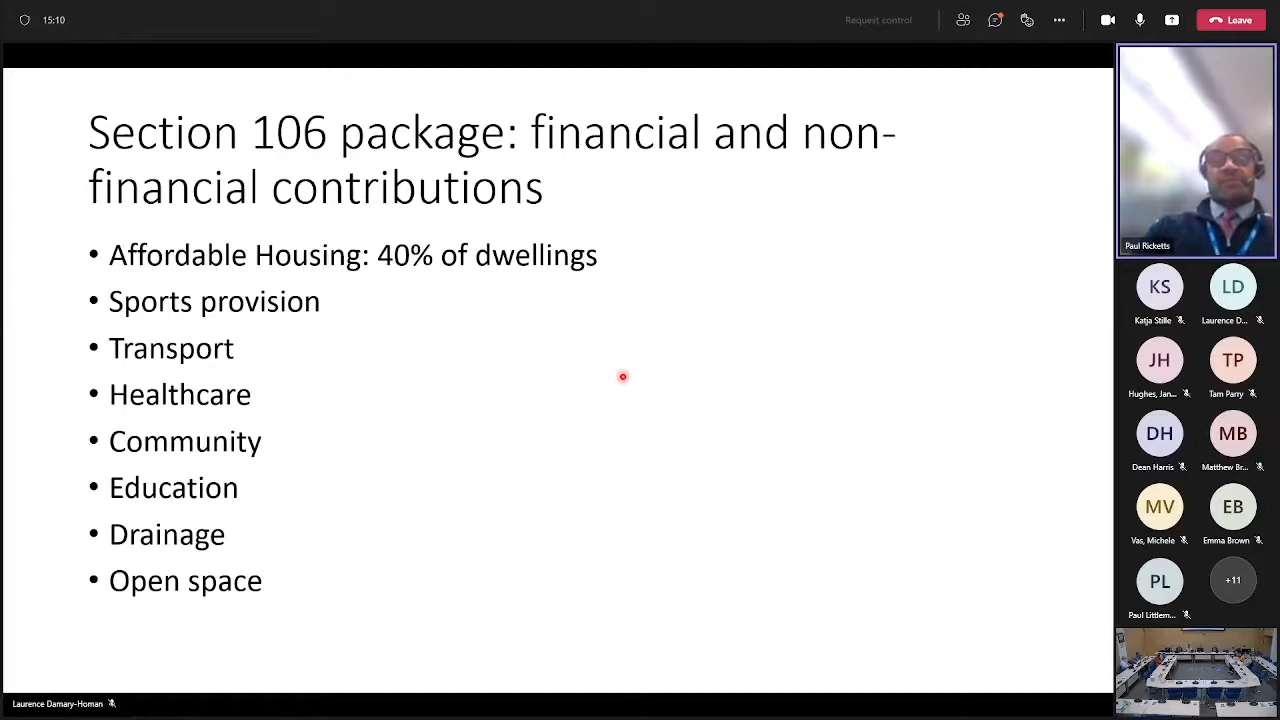 15:10
Request control
Leave
Section 106 package: financial and non-
financial contributions
• Affordable Housing: 40% of dwellings
• Sports provision
• Transport
• Healthcare
• Community
• Education
• Drainage
• Open space
Laurence Damary-Homan
Paul Ricketts
KS
LD
Katja Stille
Laurence D...
JH
TP
Hughes, Jan...
Tam Parry
DH
MB
Dean Harris
Matthew Br...
MV
EB
Vas, Michele
Emma Brown
PL
+11
Paul Littlem...